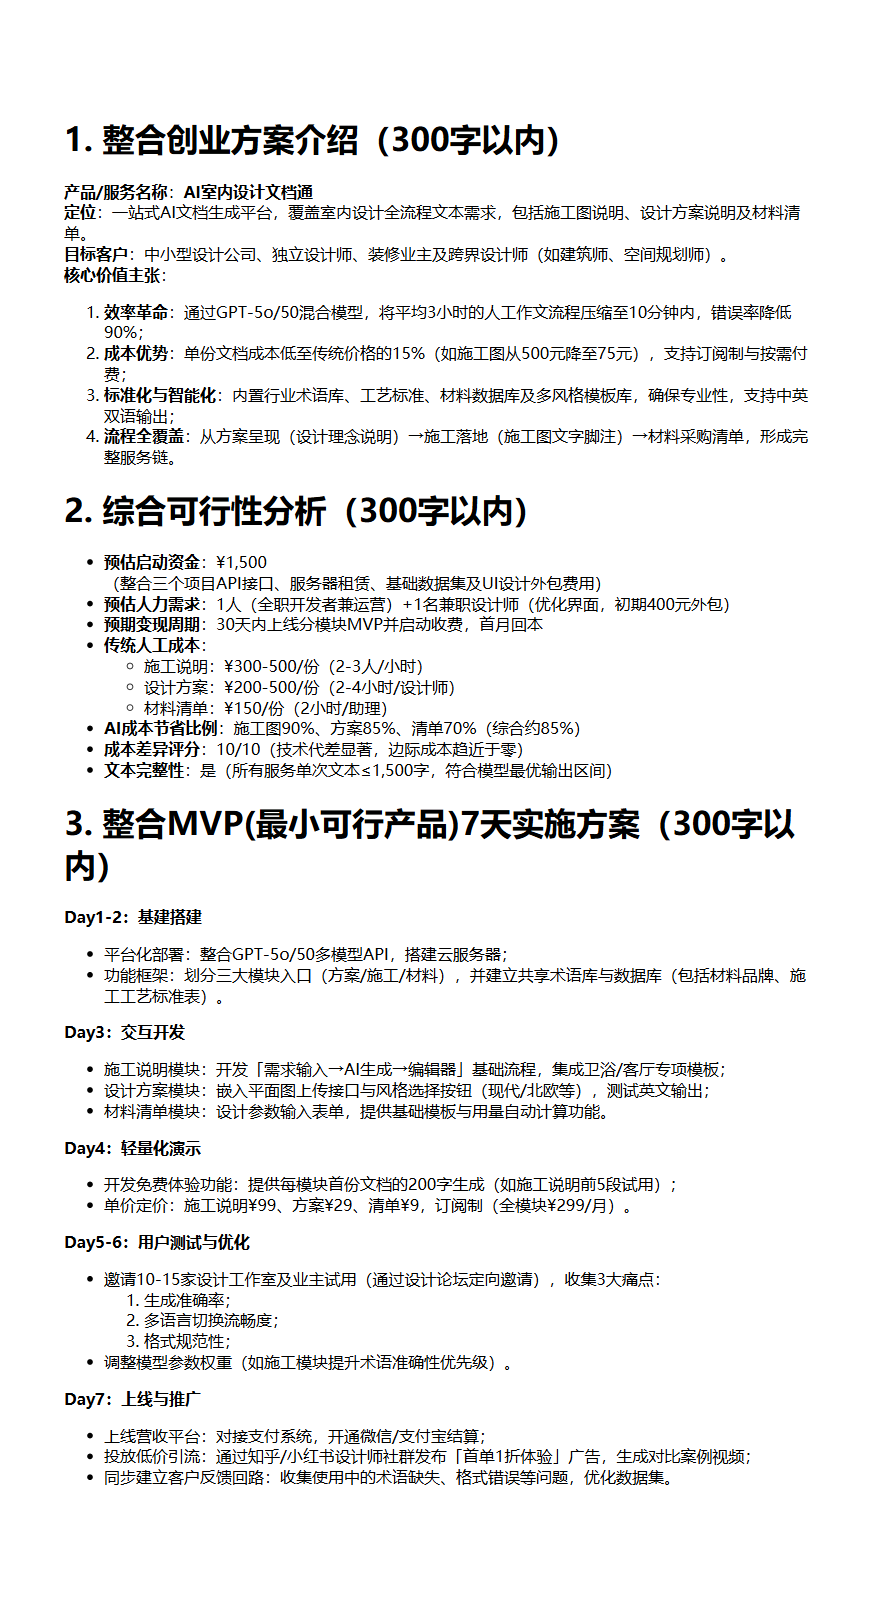 1. 整合创业方案介绍（300字以内）
产品/服务名称：AI室内设计文档通
定位：一站式AI文档生成平台，覆盖室内设计全流程文本需求，包括施工图说明、设计方案说明及材料清
单。
目标客户：中小型设计公司、独立设计师、装修业主及跨界设计师（如建筑师、空间规划师）。
核心价值主张：
1. 效率革命：通过GPT-5o/50混合模型，将平均3小时的人工作文流程压缩至10分钟内，错误率降低
90%；
2. 成本优势：单份文档成本低至传统价格的15%（如施工图从500元降至75元），支持订阅制与按需付
费；
3. 标准化与智能化：内置行业术语库、工艺标准、材料数据库及多风格模板库，确保专业性，支持中英
双语输出；
4. 流程全覆盖：从方案呈现（设计理念说明）→施工落地（施工图文字脚注）→材料采购清单，形成完
整服务链。
2. 综合可行性分析（300字以内）
• 预估启动资金：¥1,500
（整合三个项目API接口、服务器租赁、基础数据集及UI设计外包费用）
• 预估人力需求：1人（全职开发者兼运营）+1名兼职设计师（优化界面，初期400元外包）
• 预期变现周期：30天内上线分模块MVP并启动收费，首月回本
• 传统人工成本：
◦ 施工说明：¥300-500/份（2-3人/小时）
◦ 设计方案：¥200-500/份（2-4小时/设计师）
◦ 材料清单：¥150/份（2小时/助理）
• AI成本节省比例：施工图90%、方案85%、清单70%（综合约85%）
• 成本差异评分：10/10（技术代差显著，边际成本趋近于零）
• 文本完整性：是（所有服务单次文本≤1,500字，符合模型最优输出区间）
3. 整合MVP(最小可行产品)7天实施方案（300字以
内）
Day1-2：基建搭建
• 平台化部署：整合GPT-5o/50多模型API，搭建云服务器；
• 功能框架：划分三大模块入口（方案/施工/材料），并建立共享术语库与数据库（包括材料品牌、施
工工艺标准表）。
Day3：交互开发
• 施工说明模块：开发「需求输入→AI生成→编辑器」基础流程，集成卫浴/客厅专项模板；
• 设计方案模块：嵌入平面图上传接口与风格选择按钮（现代/北欧等），测试英文输出；
• 材料清单模块：设计参数输入表单，提供基础模板与用量自动计算功能。
Day4：轻量化演示
• 开发免费体验功能：提供每模块首份文档的200字生成（如施工说明前5段试用）；
• 单价定价：施工说明¥99、方案¥29、清单¥9，订阅制（全模块¥299/月）。
Day5-6：用户测试与优化
• 邀请10-15家设计工作室及业主试用（通过设计论坛定向邀请），收集3大痛点：
1. 生成准确率；
2. 多语言切换流畅度；
3. 格式规范性；
• 调整模型参数权重（如施工模块提升术语准确性优先级）。
Day7：上线与推广
• 上线营收平台：对接支付系统，开通微信/支付宝结算；
• 投放低价引流：通过知乎/小红书设计师社群发布「首单1折体验」广告，生成对比案例视频；
• 同步建立客户反馈回路：收集使用中的术语缺失、格式错误等问题，优化数据集。